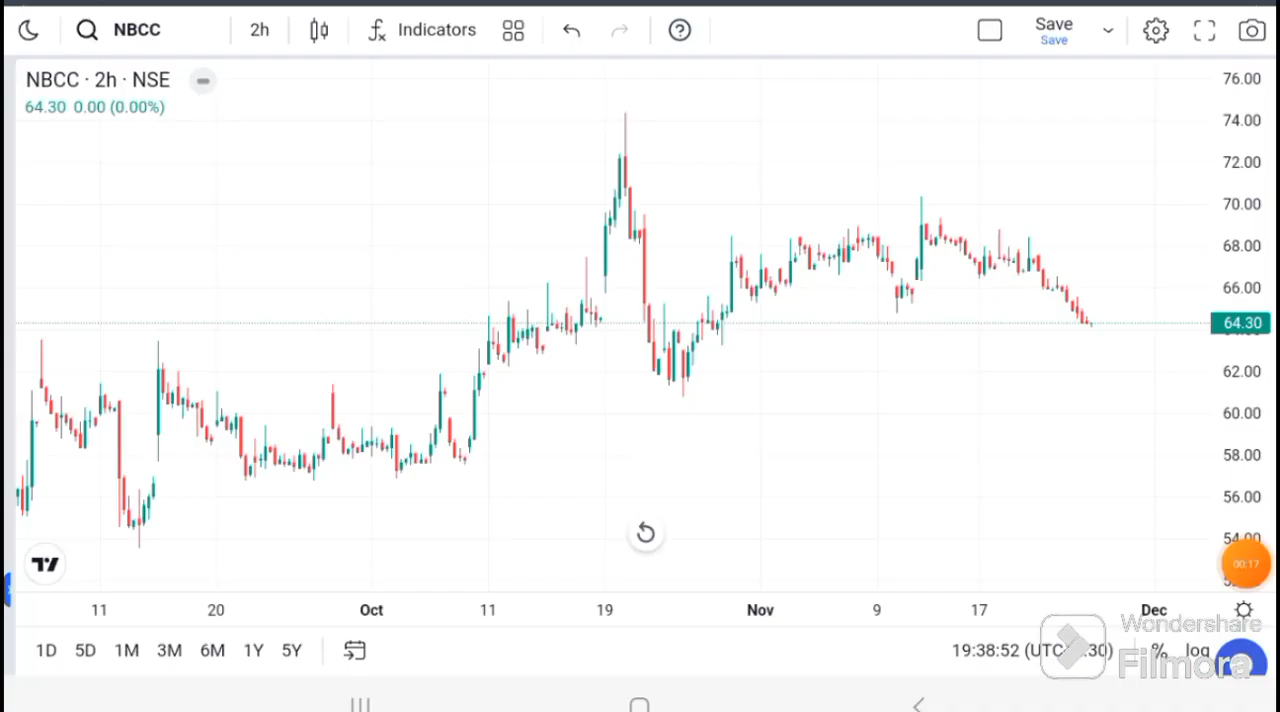 NBCC 2h Indicators Save
Save
NBCC · 2h · NSE
64.30 0.00 (0.00%)
76.00
74.00
72.00
70.00
68.00
66.00
64.30
62.00
60.00
58.00
56.00
54.00
00:17
11 20 Oct 11 19 Nov 9 17 Dec
Wondershare
Filmora
1D 5D 1M 3M 6M 1Y 5Y 19:38:52 % log